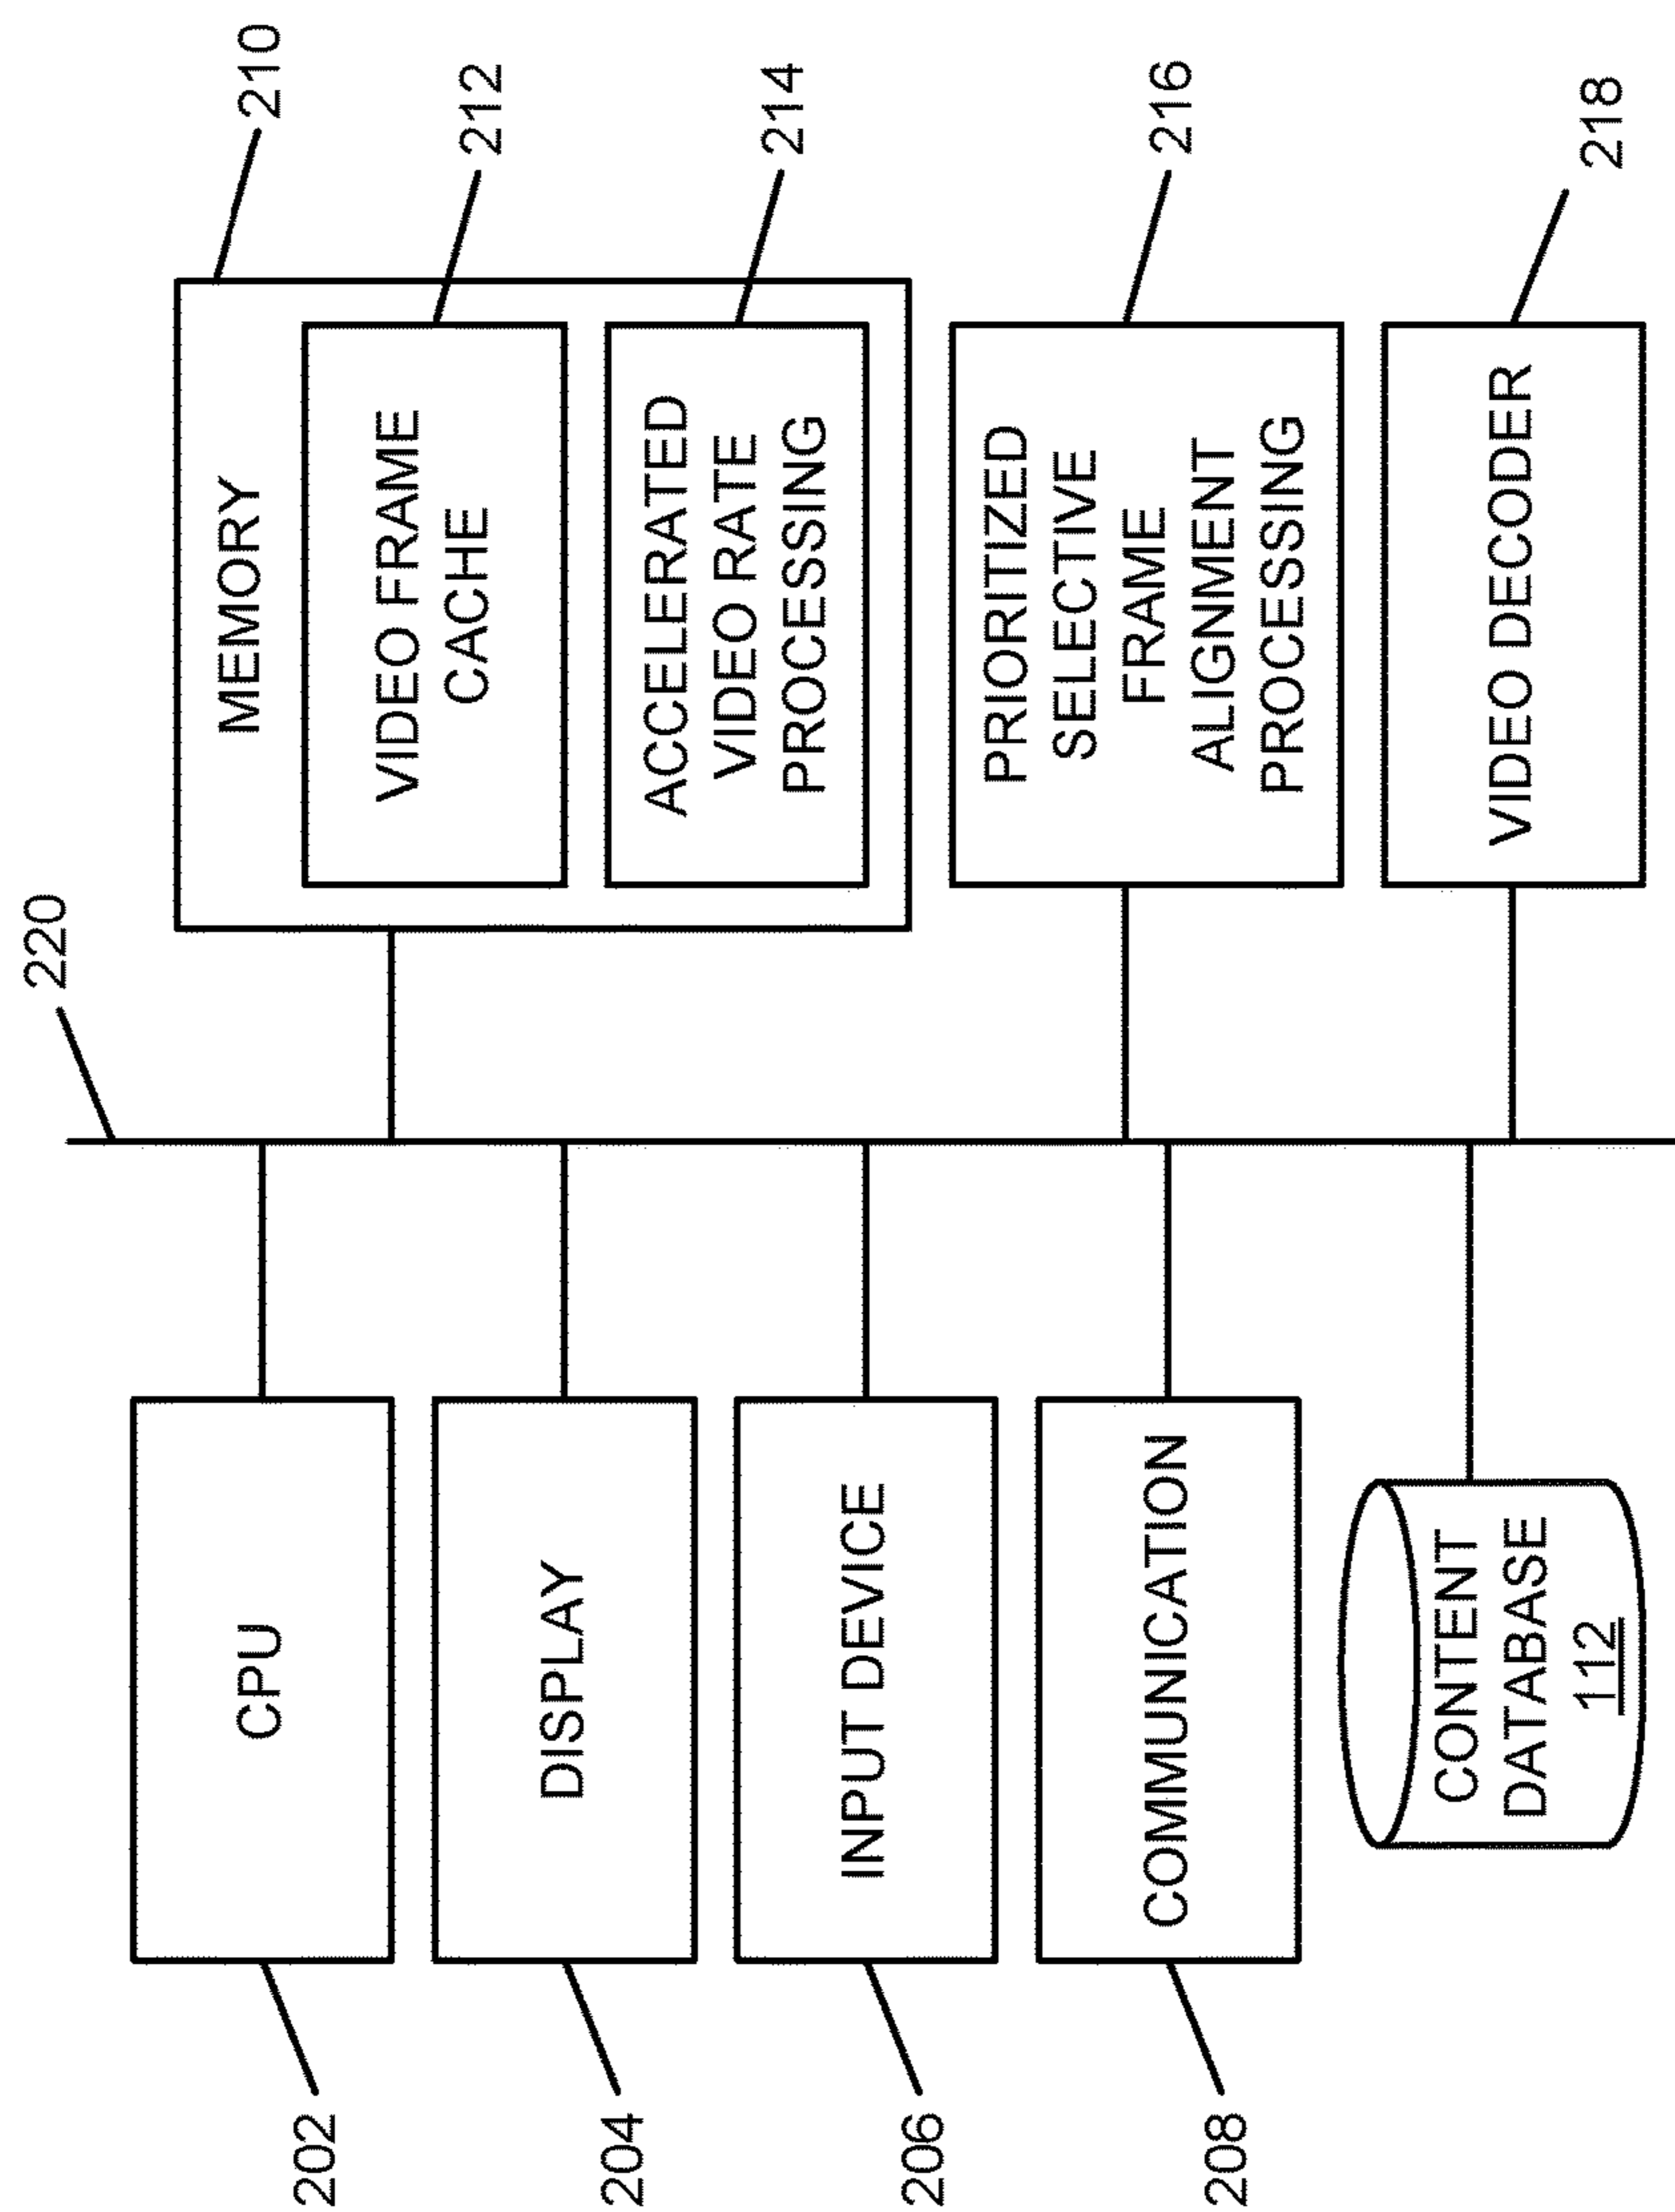 220
202
CPU
204
DISPLAY
206
INPUT DEVICE
208
COMMUNICATION
CONTENT
DATABASE
112
210
MEMORY
212
VIDEO FRAME
CACHE
214
ACCELERATED
VIDEO RATE
PROCESSING
216
PRIORITIZED
SELECTIVE
FRAME
ALIGNMENT
PROCESSING
218
VIDEO DECODER